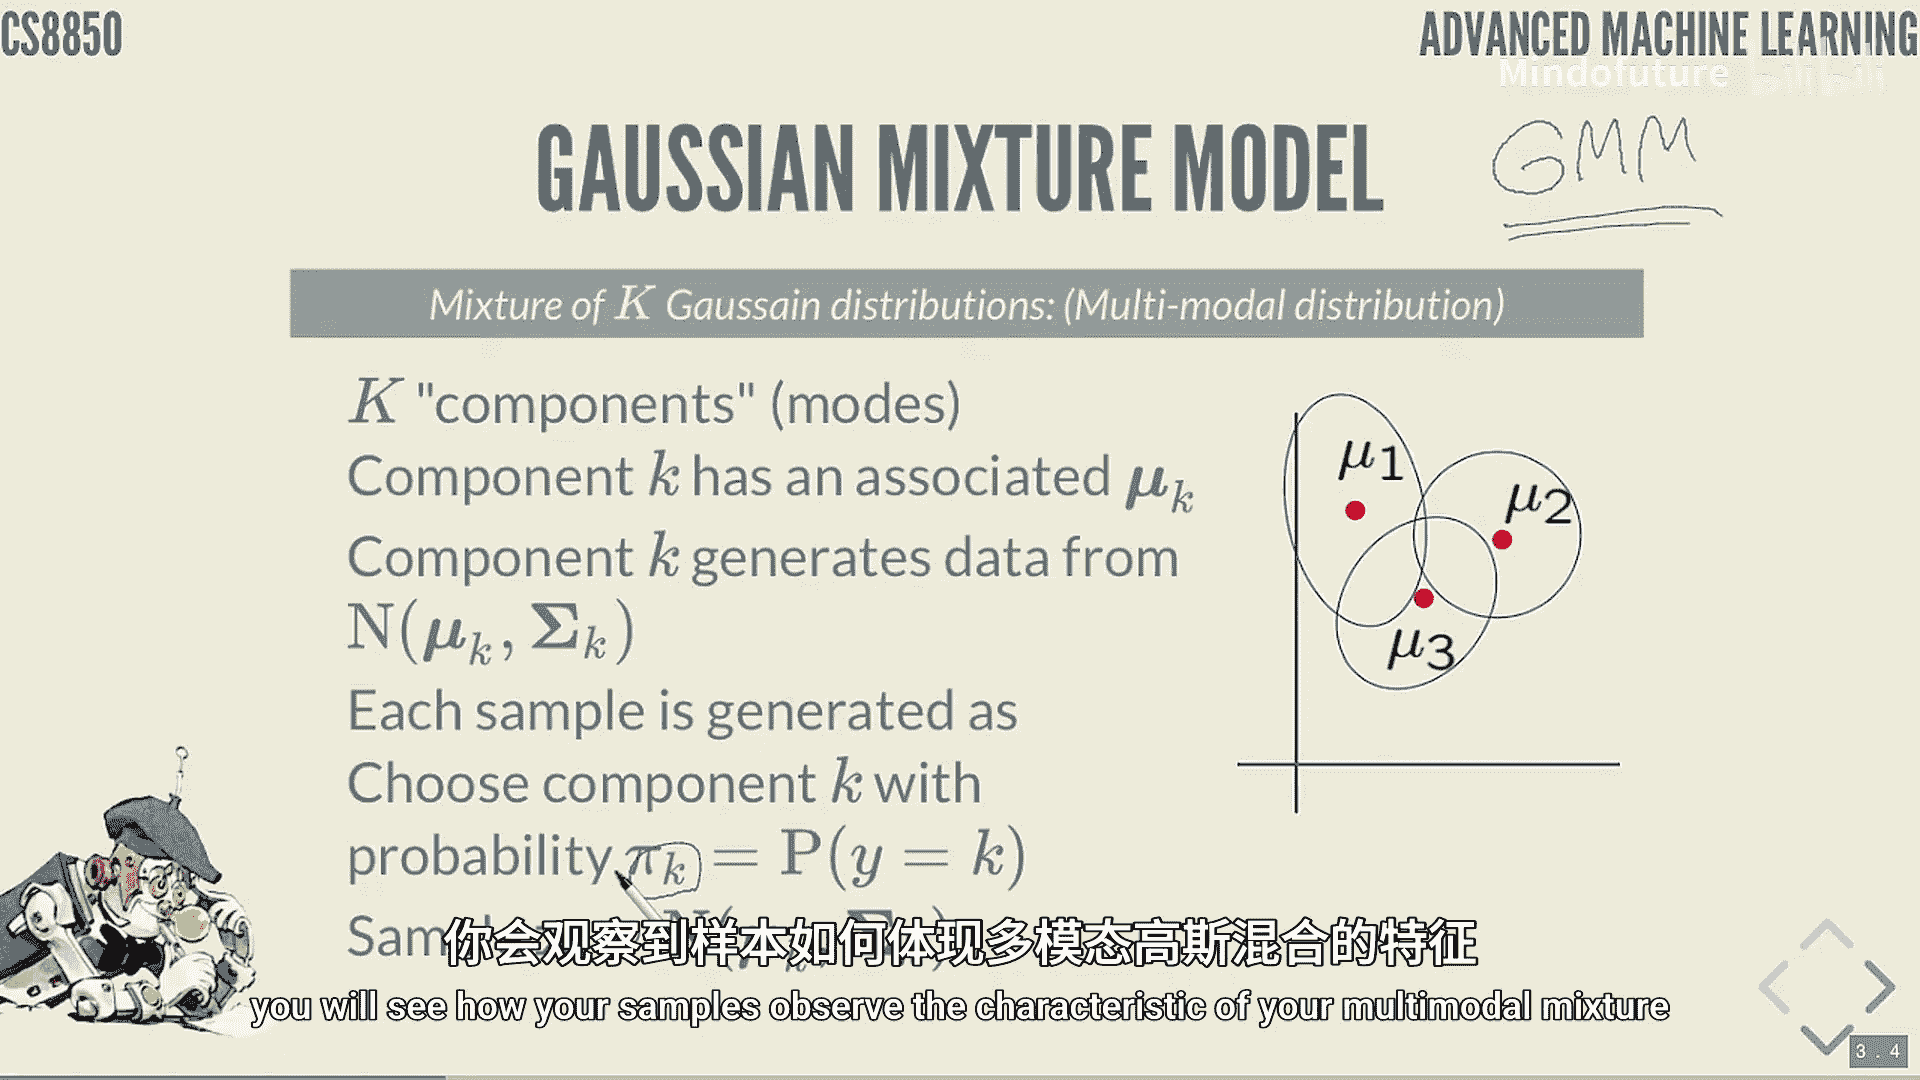 CS8850
ADVANCED MACHINE LEARNING
Mindofuture bilibili
GAUSSIAN MIXTURE MODEL
GMM
Mixture of K Gaussain distributions: (Multi-modal distribution)
K "components" (modes)
Component k has an associated μₖ
Component k generates data from
N(μₖ, Σₖ)
Each sample is generated as
Choose component k with
probability πₖ = P(y = k)
μ1
μ2
μ3
你会观察到样本如何体现多模态高斯混合的特征
you will see how your samples observe the characteristic of your multimodal mixture
3 . 4